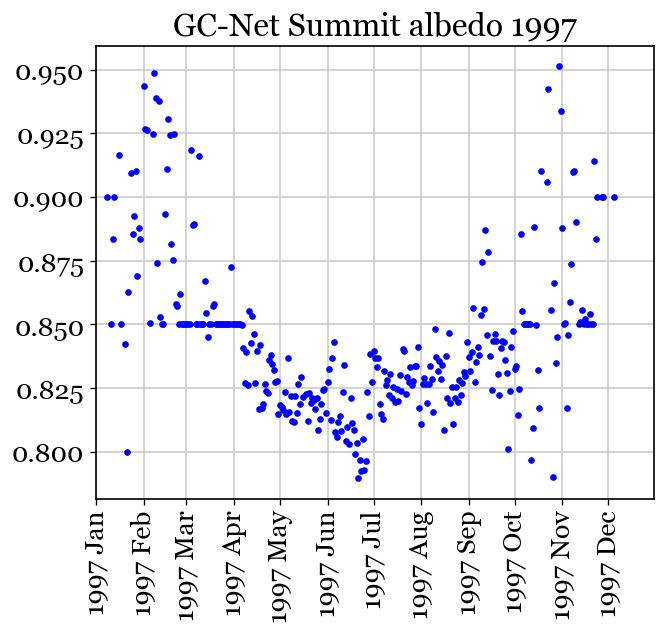 GC-Net Summit albedo 1997
0.950
0.925
0.900
0.875
0.850
0.825
0.800
1997 Jan
1997 Feb
1997 Mar
1997 Apr
1997 May
1997 Jun
1997 Jul
1997 Aug
1997 Sep
1997 Oct
1997 Nov
1997 Dec